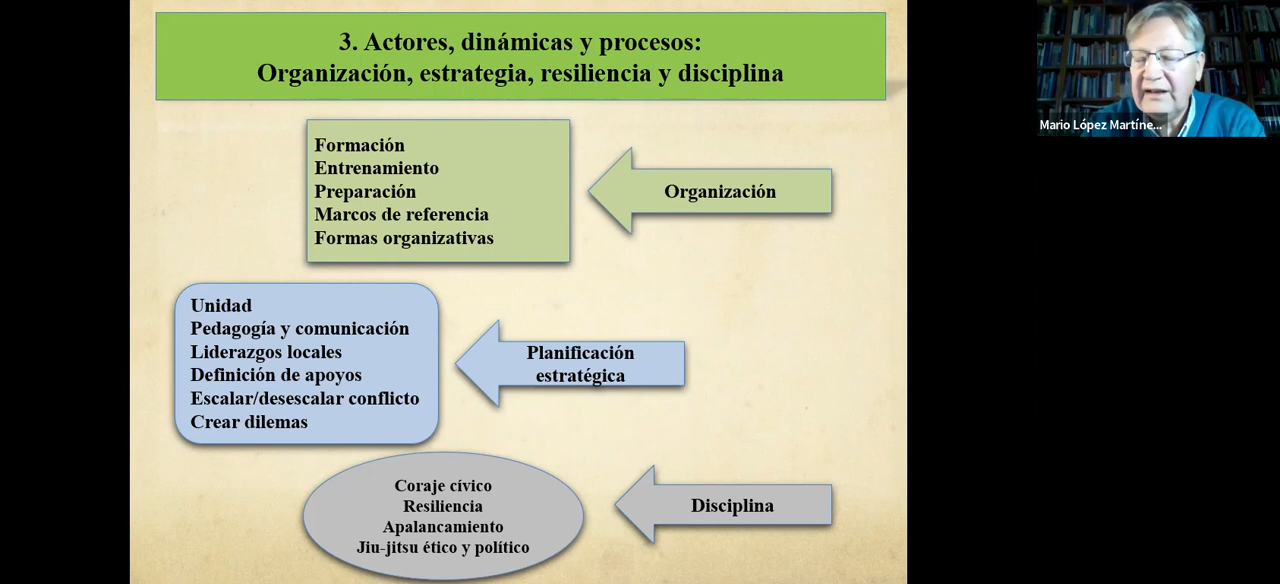 3. Actores, dinámicas y procesos:
Organización, estrategia, resiliencia y disciplina
Formación
Entrenamiento
Preparación
Marcos de referencia
Formas organizativas
Organización
Unidad
Pedagogía y comunicación
Liderazgos locales
Definición de apoyos
Escalar/desescalar conflicto
Crear dilemas
Planificación
estratégica
Coraje cívico
Resiliencia
Apalancamiento
Jiu-jitsu ético y político
Disciplina
Mario López Martíne...